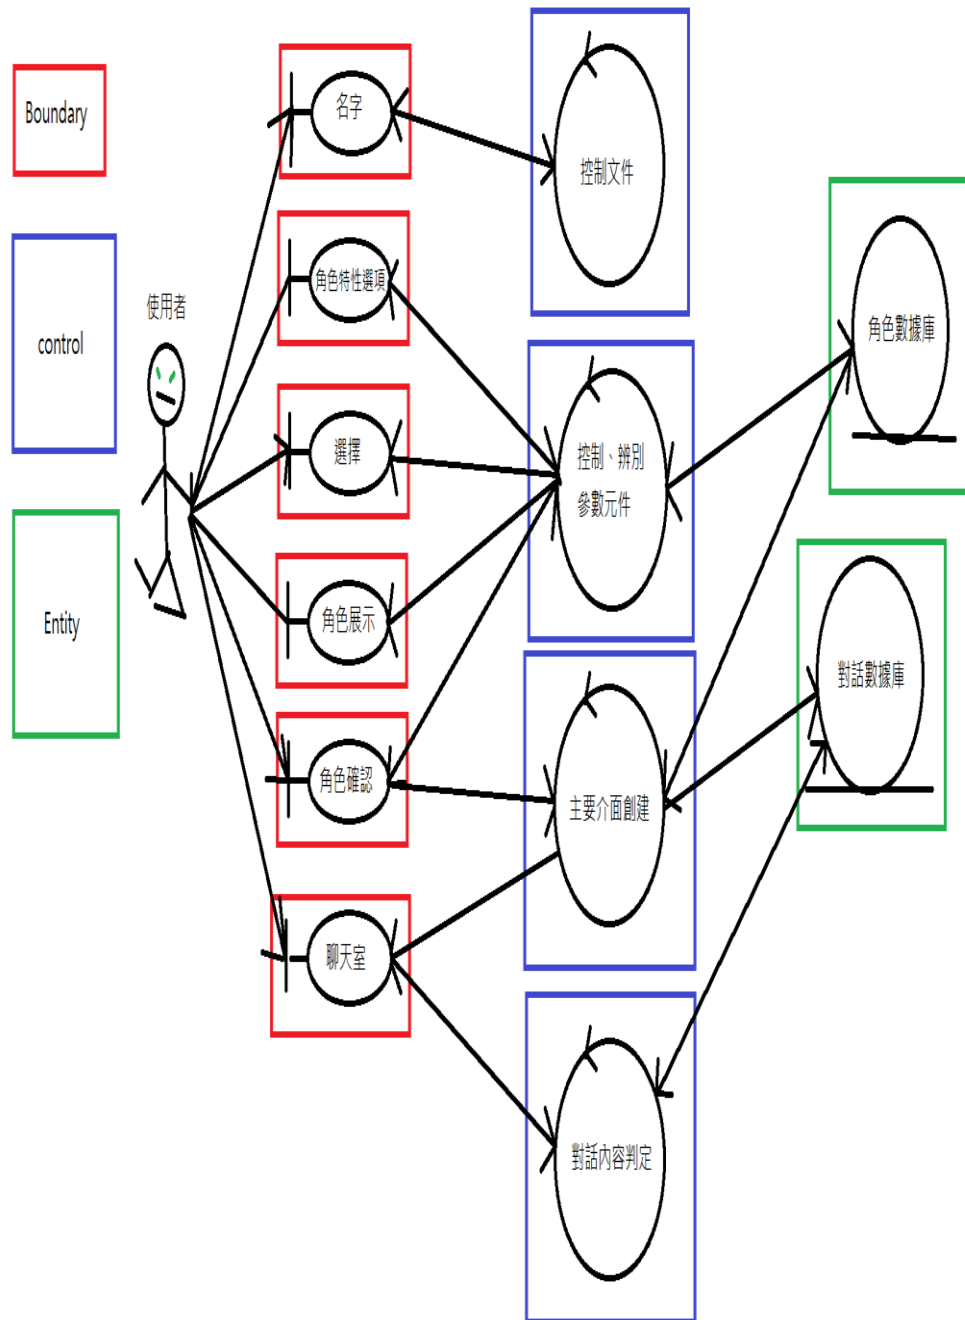 Boundary
control
Entity
使用者
名字
角色特性選項
選擇
角色展示
角色確認
聊天室
控制文件
控制、辨別
參數元件
主要介面創建
對話內容判定
角色數據庫
對話數據庫